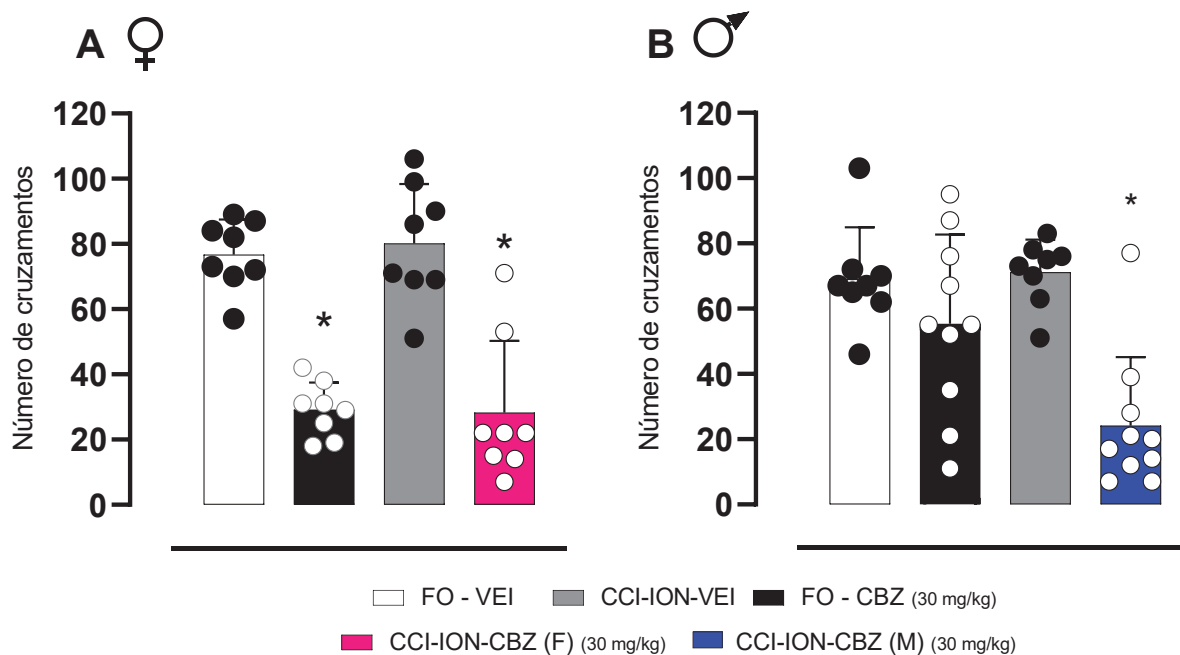 A ♀
B ♂
Número de cruzamentos
120
100
80
60
40
20
0
*
*
Número de cruzamentos
120
100
80
60
40
20
0
*
FO - VEI CCI-ION-VEI FO - CBZ (30 mg/kg)
CCI-ION-CBZ (F) (30 mg/kg) CCI-ION-CBZ (M) (30 mg/kg)